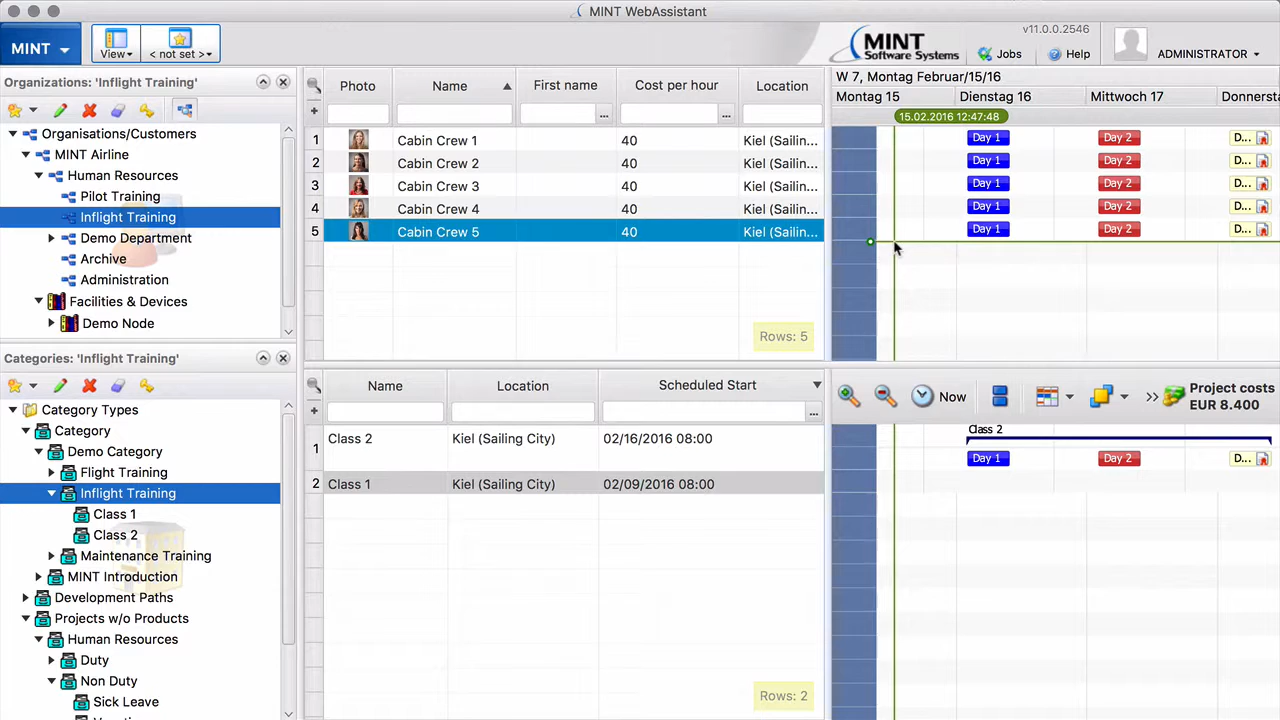 MINT WebAssistant
MINT
View▾
< not set >▾
MINT Software Systems
v11.0.0.2546
Jobs
Help
ADMINISTRATOR
Organizations: 'Inflight Training'
Organisations/Customers
MINT Airline
Human Resources
Pilot Training
Inflight Training
Demo Department
Archive
Administration
Facilities & Devices
Demo Node
Photo Name First name Cost per hour Location
1 Cabin Crew 1 40 Kiel (Sailing...
2 Cabin Crew 2 40 Kiel (Sailin...
3 Cabin Crew 3 40 Kiel (Sailin...
4 Cabin Crew 4 40 Kiel (Sailin...
5 Cabin Crew 5 40 Kiel (Sailin...
Rows: 5
W 7, Montag Februar/15/16
Montag 15 Dienstag 16 Mittwoch 17 Donnersta
15.02.2016 12:47:48
Day 1 Day 2 D...
Day 1 Day 2 D...
Day 1 Day 2 D...
Day 1 Day 2 D...
Day 1 Day 2 D...
Categories: 'Inflight Training'
Category Types
Category
Demo Category
Flight Training
Inflight Training
Class 1
Class 2
Maintenance Training
MINT Introduction
Development Paths
Projects w/o Products
Human Resources
Duty
Non Duty
Sick Leave
Name Location Scheduled Start
1 Class 2 Kiel (Sailing City) 02/16/2016 08:00
2 Class 1 Kiel (Sailing City) 02/09/2016 08:00
Rows: 2
Now
Project costs
EUR 8.400
Class 2
Day 1 Day 2 D...